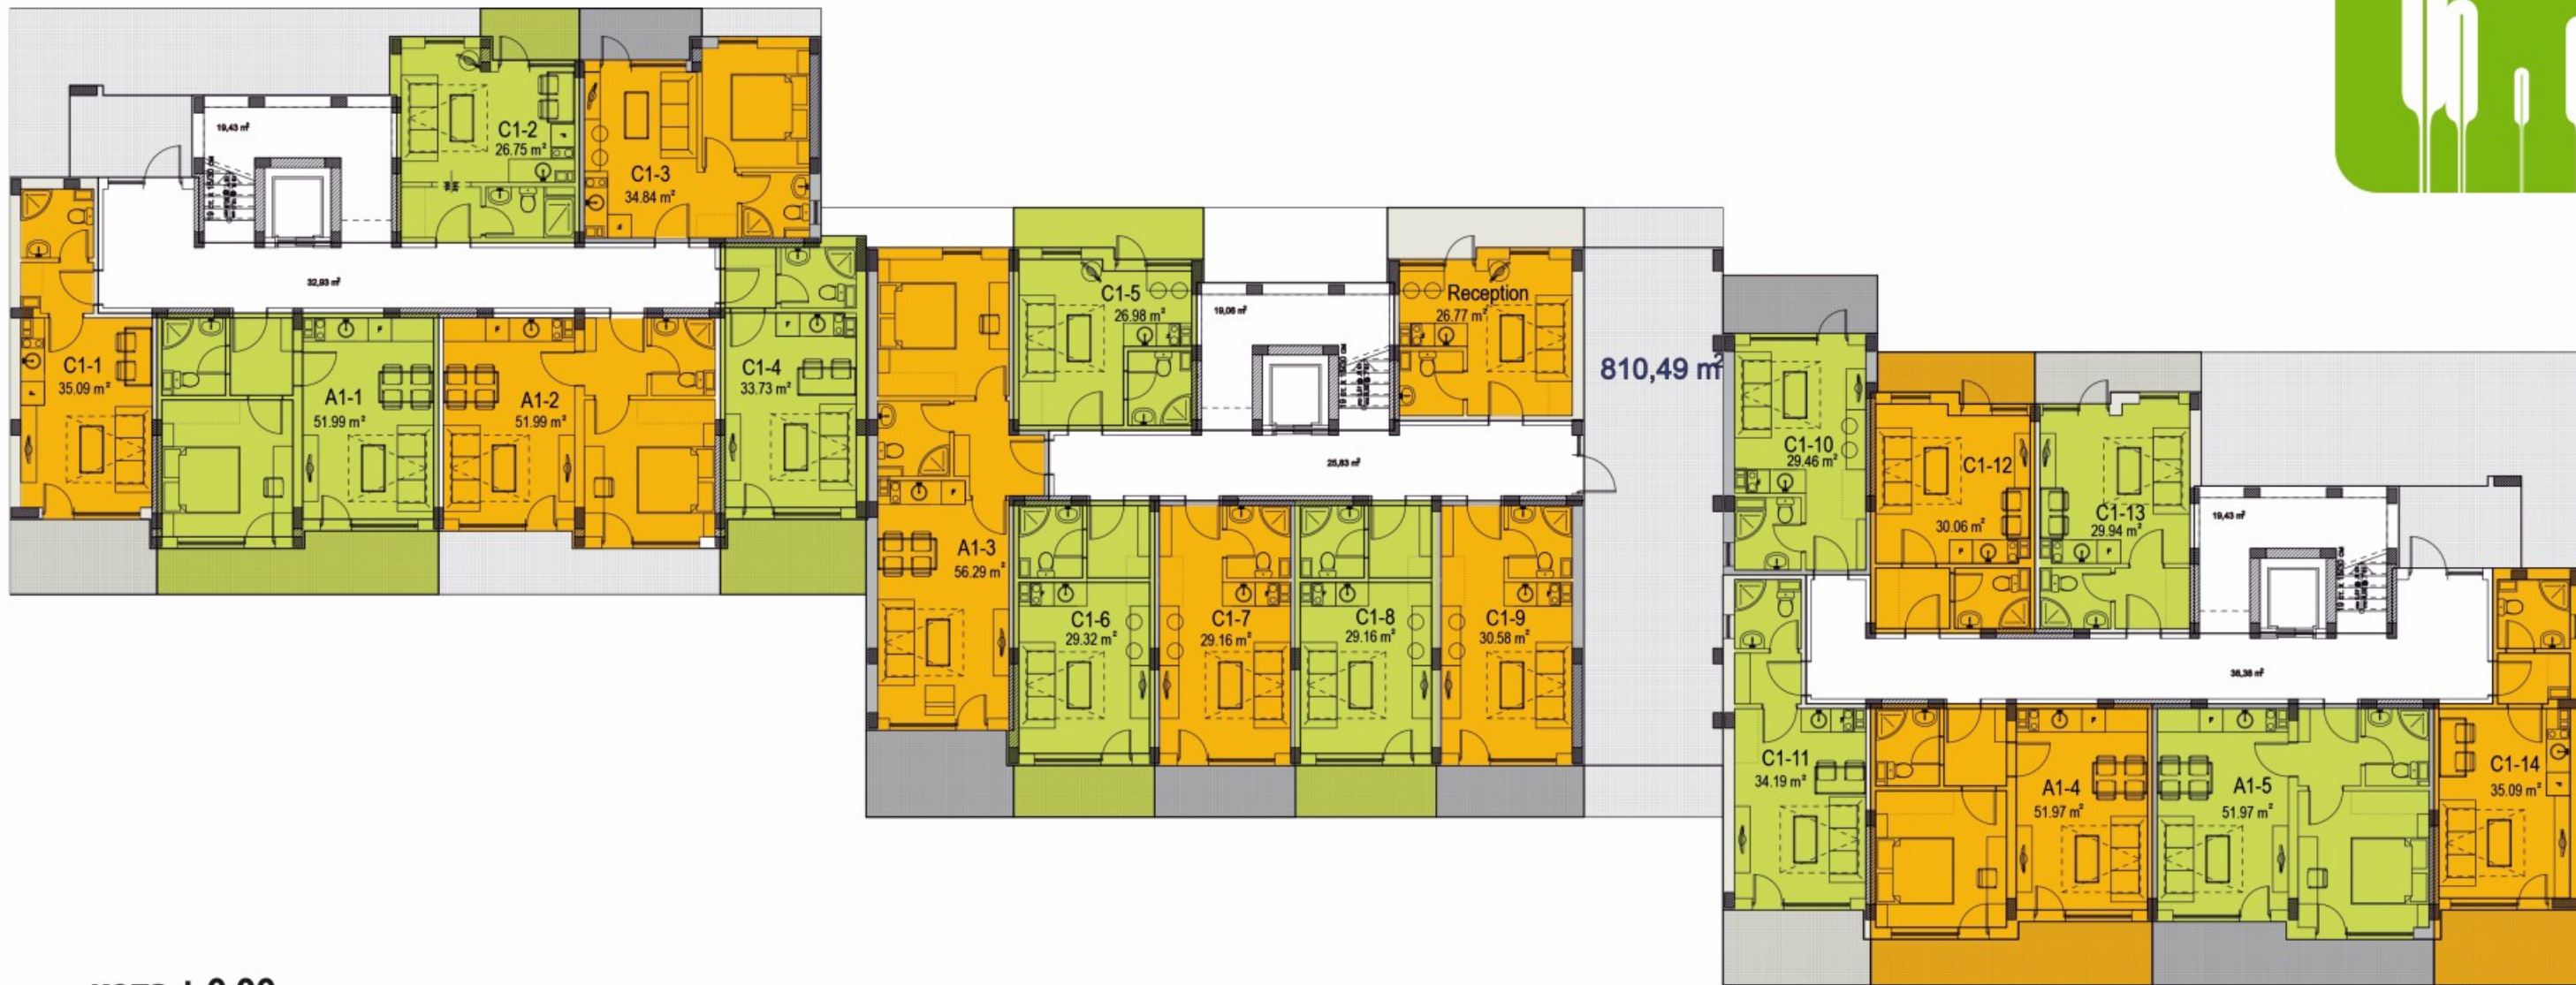 19,43 m²
C1-2
26.75 m²
C1-3
34.84 m²
32,93 m²
C1-1
35.09 m²
A1-1
51.99 m²
A1-2
51.99 m²
C1-4
33.73 m²
C1-5
26.98 m²
19,06 m²
Reception
26.77 m²
810,49 m²
25,83 m²
A1-3
56.29 m²
C1-6
29.32 m²
C1-7
29.16 m²
C1-8
29.16 m²
C1-9
30.58 m²
C1-10
29.46 m²
C1-12
30.06 m²
C1-13
29.94 m²
19,43 m²
38,38 m²
C1-11
34.19 m²
A1-4
51.97 m²
A1-5
51.97 m²
C1-14
35.09 m²